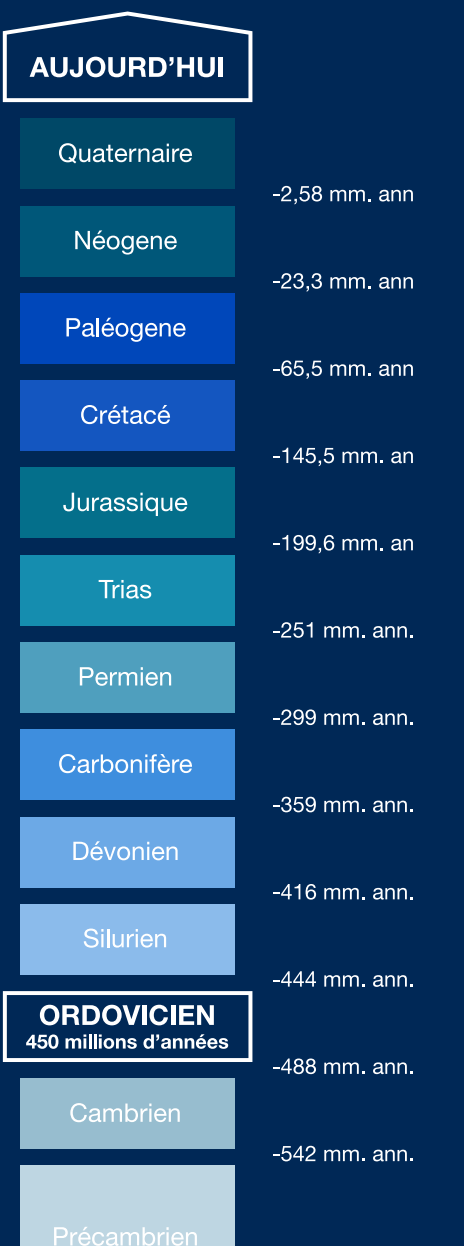 AUJOURD’HUI
Quaternaire
-2,58 mm. ann
Néogene
-23,3 mm. ann
Paléogene
-65,5 mm. ann
Crétacé
-145,5 mm. an
Jurassique
-199,6 mm. an
Trias
-251 mm. ann.
Permien
-299 mm. ann.
Carbonifère
-359 mm. ann.
Dévonien
-416 mm. ann.
Silurien
-444 mm. ann.
ORDOVICIEN
450 millions d’années
-488 mm. ann.
Cambrien
-542 mm. ann.
Précambrien